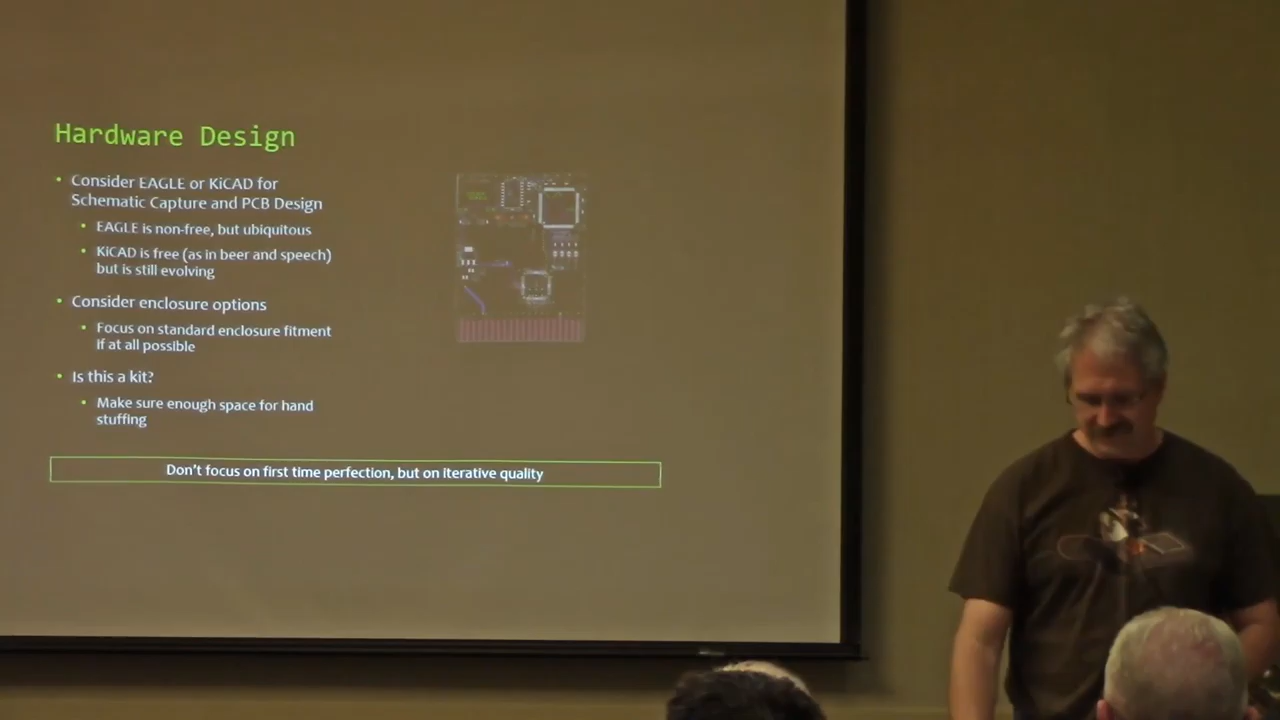 Hardware Design
• Consider EAGLE or KiCAD for
Schematic Capture and PCB Design
• EAGLE is non-free, but ubiquitous
• KiCAD is free (as in beer and speech)
but is still evolving
• Consider enclosure options
• Focus on standard enclosure fitment
if at all possible
• Is this a kit?
• Make sure enough space for hand
stuffing
Don't focus on first time perfection, but on iterative quality